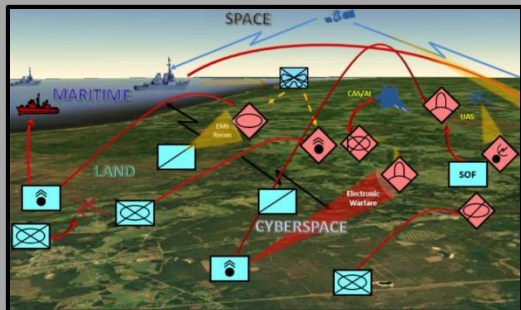 SPACE
MARITIME
CAS/AI
UAS
EMS
Recon
LAND
SOF
Electronic
Warfare
CYBERSPACE